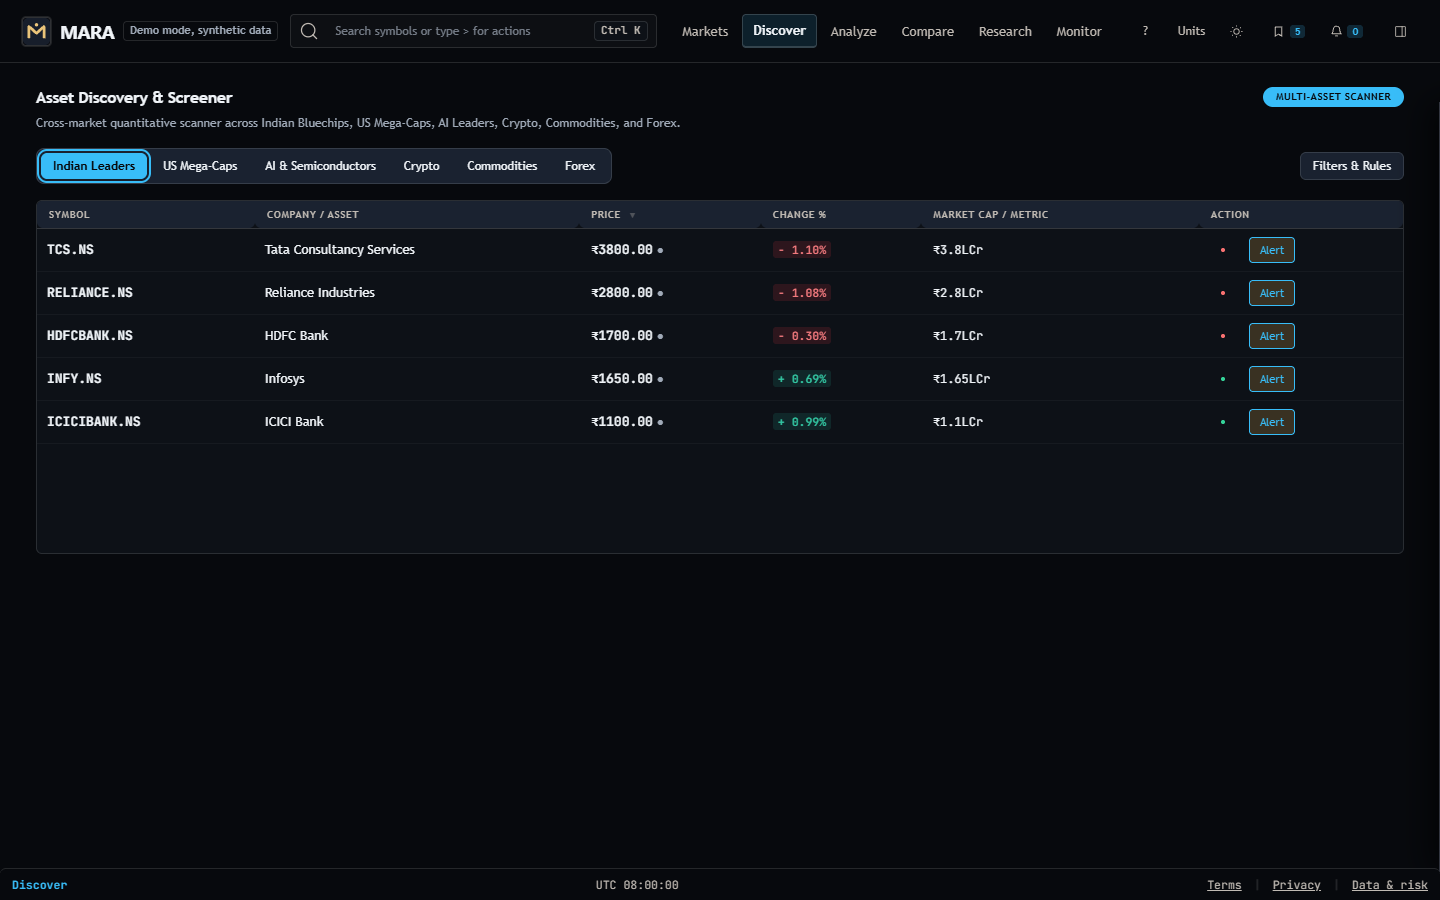 MARA Demo mode, synthetic data Search symbols or type > for actions Ctrl K Markets Discover Analyze Compare Research Monitor ? Units 5 0
Asset Discovery & Screener MULTI-ASSET SCANNER
Cross-market quantitative scanner across Indian Bluechips, US Mega-Caps, AI Leaders, Crypto, Commodities, and Forex.
Indian Leaders US Mega-Caps AI & Semiconductors Crypto Commodities Forex Filters & Rules
SYMBOL COMPANY / ASSET PRICE ▼ CHANGE % MARKET CAP / METRIC ACTION
TCS.NS Tata Consultancy Services ₹3800.00 - 1.10% ₹3.8LCr Alert
RELIANCE.NS Reliance Industries ₹2800.00 - 1.08% ₹2.8LCr Alert
HDFCBANK.NS HDFC Bank ₹1700.00 - 0.30% ₹1.7LCr Alert
INFY.NS Infosys ₹1650.00 + 0.69% ₹1.65LCr Alert
ICICIBANK.NS ICICI Bank ₹1100.00 + 0.99% ₹1.1LCr Alert
Discover UTC 08:00:00 Terms | Privacy | Data & risk